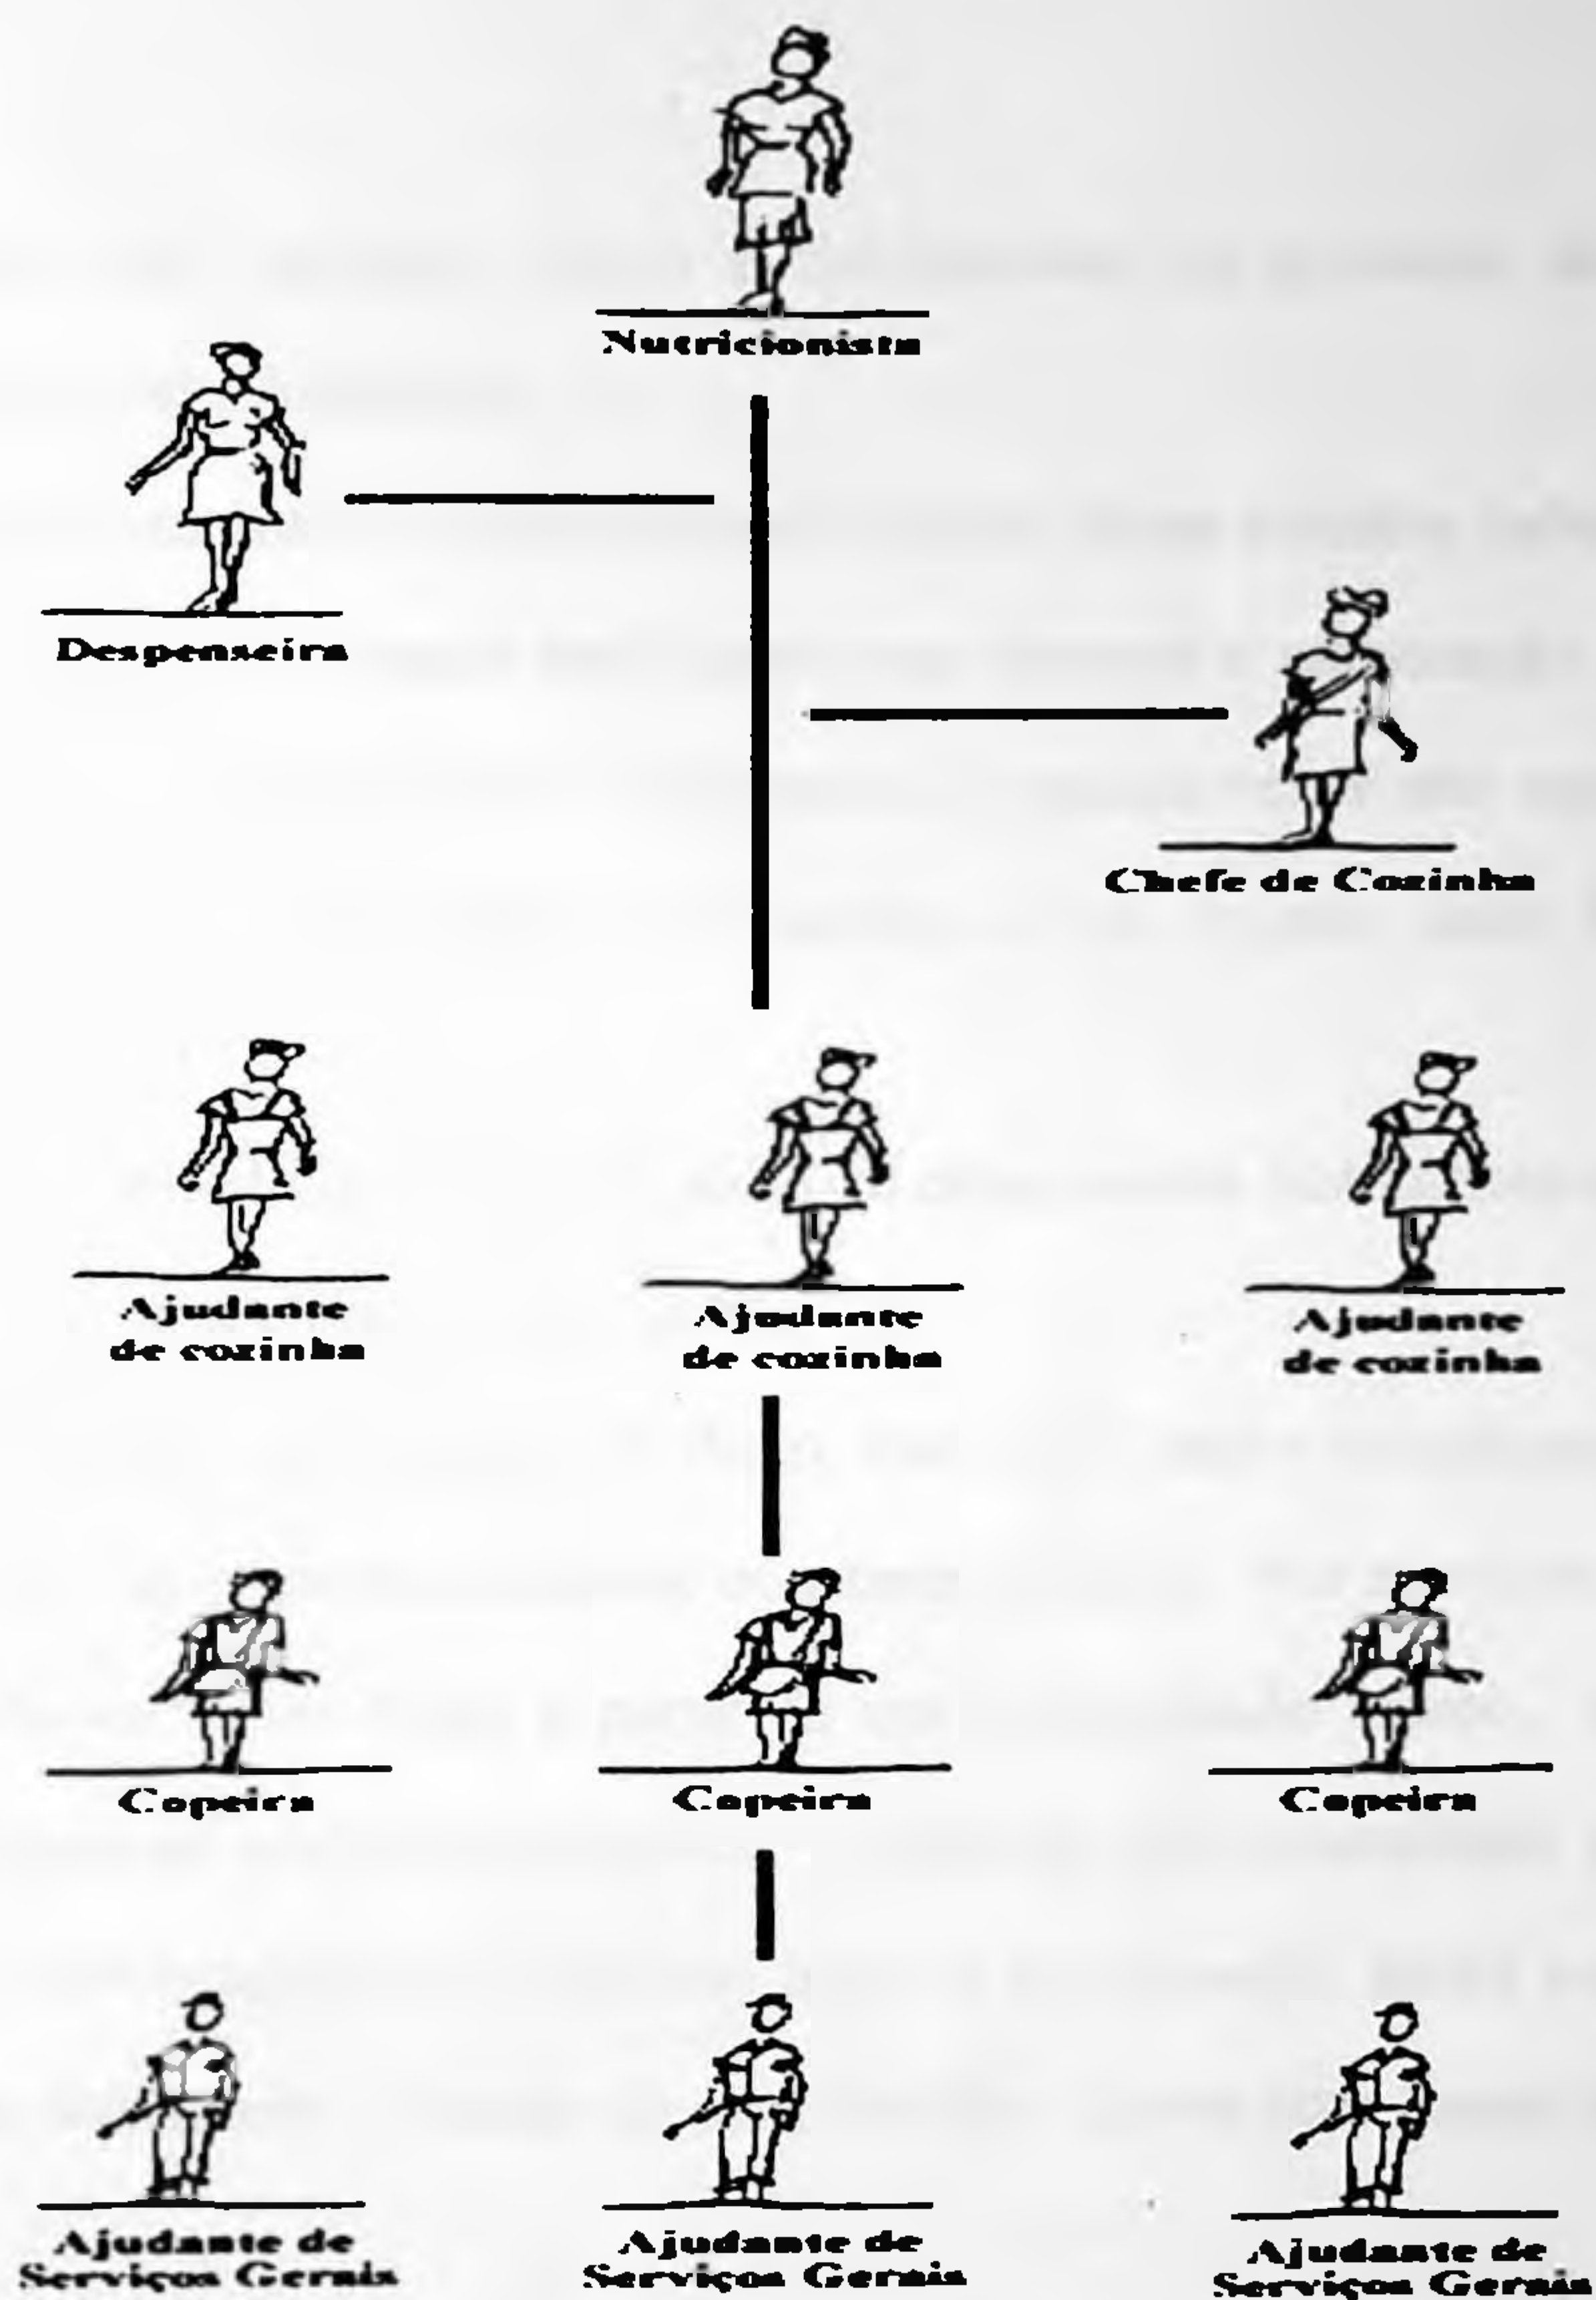 Nutricionista
Despenseira
Chefe de Cozinha
Ajudante
de cozinha
Ajudante
de cozinha
Ajudante
de cozinha
Copeira
Copeira
Copeira
Ajudante de
Serviços Gerais
Ajudante de
Serviços Gerais
Ajudante de
Serviços Gerais